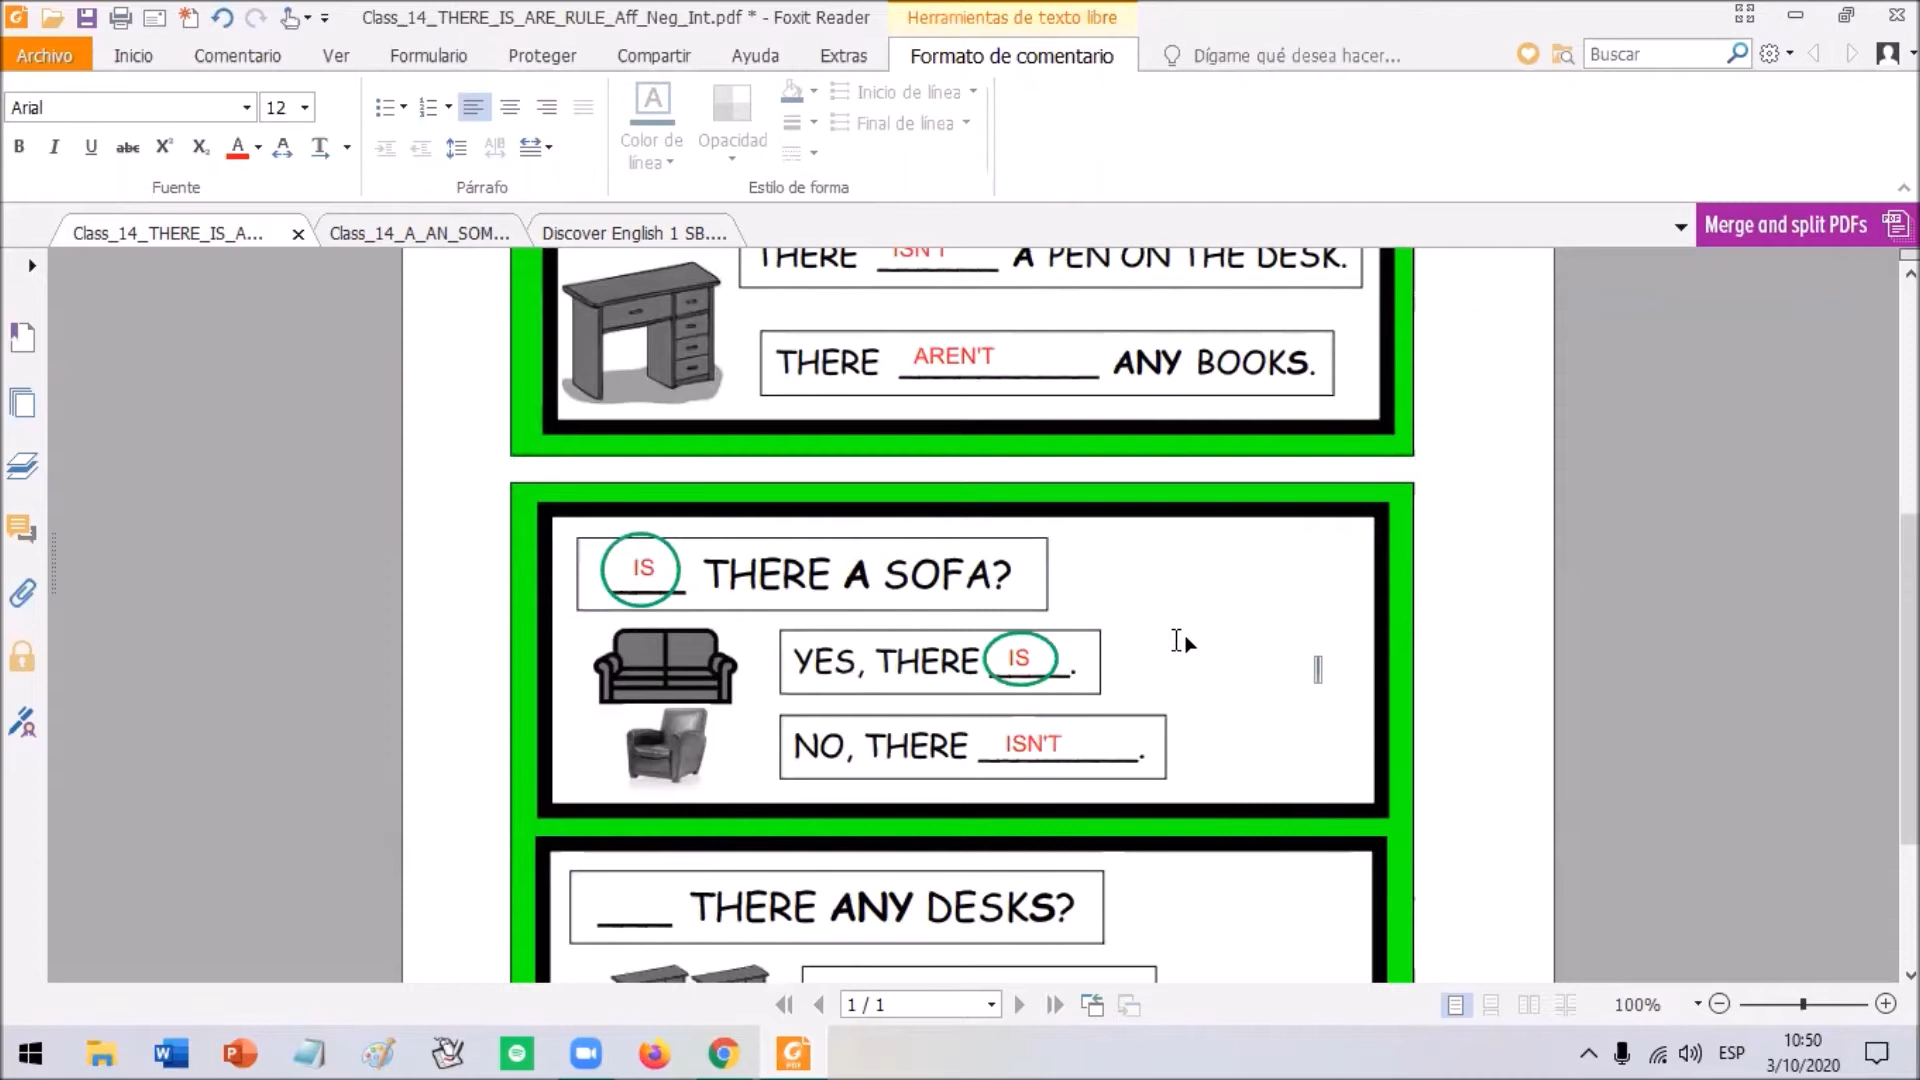 Class_14_THERE_IS_ARE_RULE_Aff_Neg_Int.pdf * - Foxit Reader
Herramientas de texto libre
Archivo Inicio Comentario Ver Formulario Proteger Compartir Ayuda Extras Formato de comentario Dígame qué desea hacer... Buscar
Arial 12
Inicio de línea
Final de línea
Color de línea
Opacidad
Fuente Párrafo Estilo de forma
Class_14_THERE_IS_A... Class_14_A_AN_SOM... Discover English 1 SB.... Merge and split PDFs
THERE ISN'T A PEN ON THE DESK.
THERE AREN'T ANY BOOKS.
IS THERE A SOFA?
YES, THERE IS.
NO, THERE ISN'T.
____ THERE ANY DESKS?
1 / 1 100%
ESP 10:50
3/10/2020